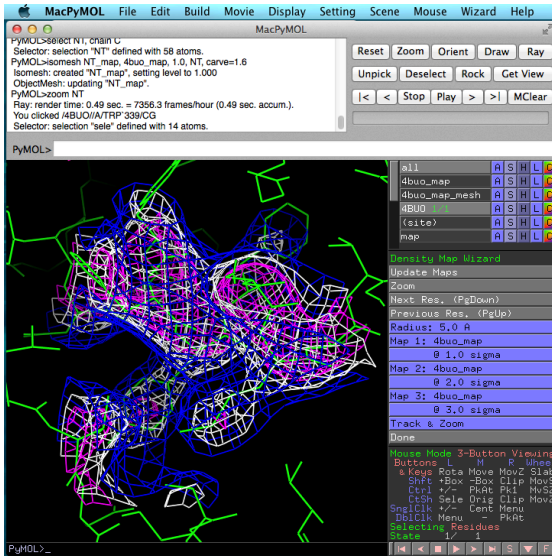 MacPyMOL File Edit Build Movie Display Setting Scene Mouse Wizard Help
MacPyMOL
PyMOL>select NT, chain C
Selector: selection "NT" defined with 58 atoms.
PyMOL>isomesh NT_map, 4buo_map, 1.0, NT, carve=1.6
Isomesh: created "NT_map", setting level to 1.000
ObjectMesh: updating "NT_map".
PyMOL>zoom NT
Ray: render time: 0.49 sec. = 7356.3 frames/hour (0.49 sec. accum.).
You clicked /4BUO//A/TRP`339/CG
Selector: selection "sele" defined with 14 atoms.
PyMOL>
Reset Zoom Orient Draw Ray
Unpick Deselect Rock Get View
|< < Stop Play > >| MClear
all A S H L C
4buo_map A S H L C
4buo_map_mesh A S H L C
4BUO 1/1 A S H L C
(site) A S H L C
map A S H L C
Density Map Wizard
Update Maps
Zoom
Next Res. (PgDown)
Previous Res. (PgUp)
Radius: 5.0 A
Map 1: 4buo_map
@ 1.0 sigma
Map 2: 4buo_map
@ 2.0 sigma
Map 3: 4buo_map
@ 3.0 sigma
Track & Zoom
Done
Mouse Mode 3-Button Viewing
Buttons L M R Whee
& Keys Rota Move MovZ Slab
Shft +Box -Box Clip MovS
Ctrl +/- PkAt Pk1 MvSZ
CtSh Sele Orig Clip MovZ
SnglClk +/- Cent Menu
DblClk Menu - PkAt
Selecting Residues
State 1/ 1
PyMOL>_
S F